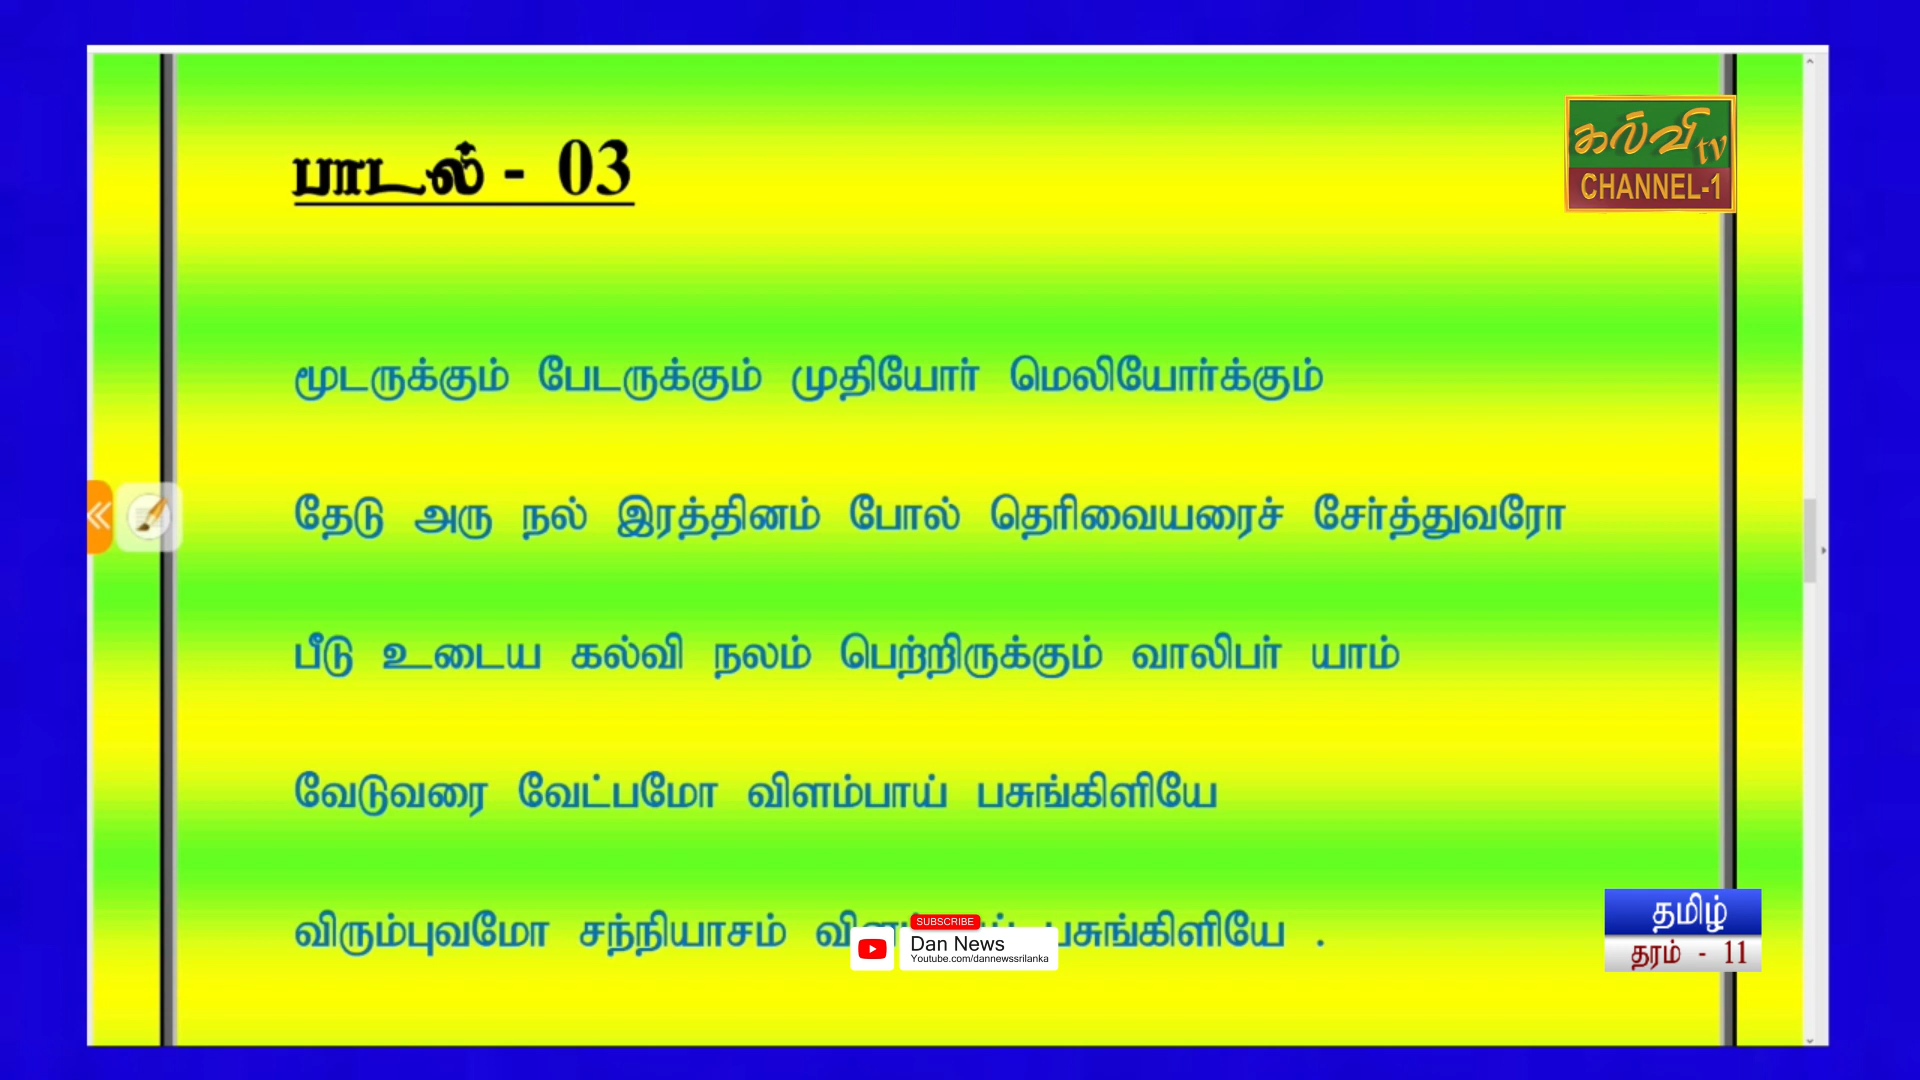 பாடல் - 03
கல்வி tv
CHANNEL-1
மூடருக்கும் பேடருக்கும் முதியோர் மெலியோர்க்கும்
தேடு அரு நல் இரத்தினம் போல் தெரிவையரைச் சேர்த்துவரோ
பீடு உடைய கல்வி நலம் பெற்றிருக்கும் வாலிபர் யாம்
வேடுவரை வேட்பமோ விளம்பாய் பசுங்கிளியே
விரும்புவமோ சந்நியாசம் பசுங்கிளியே .
SUBSCRIBE
Dan News
Youtube.com/dannewssrilanka
தமிழ்
தரம் - 11